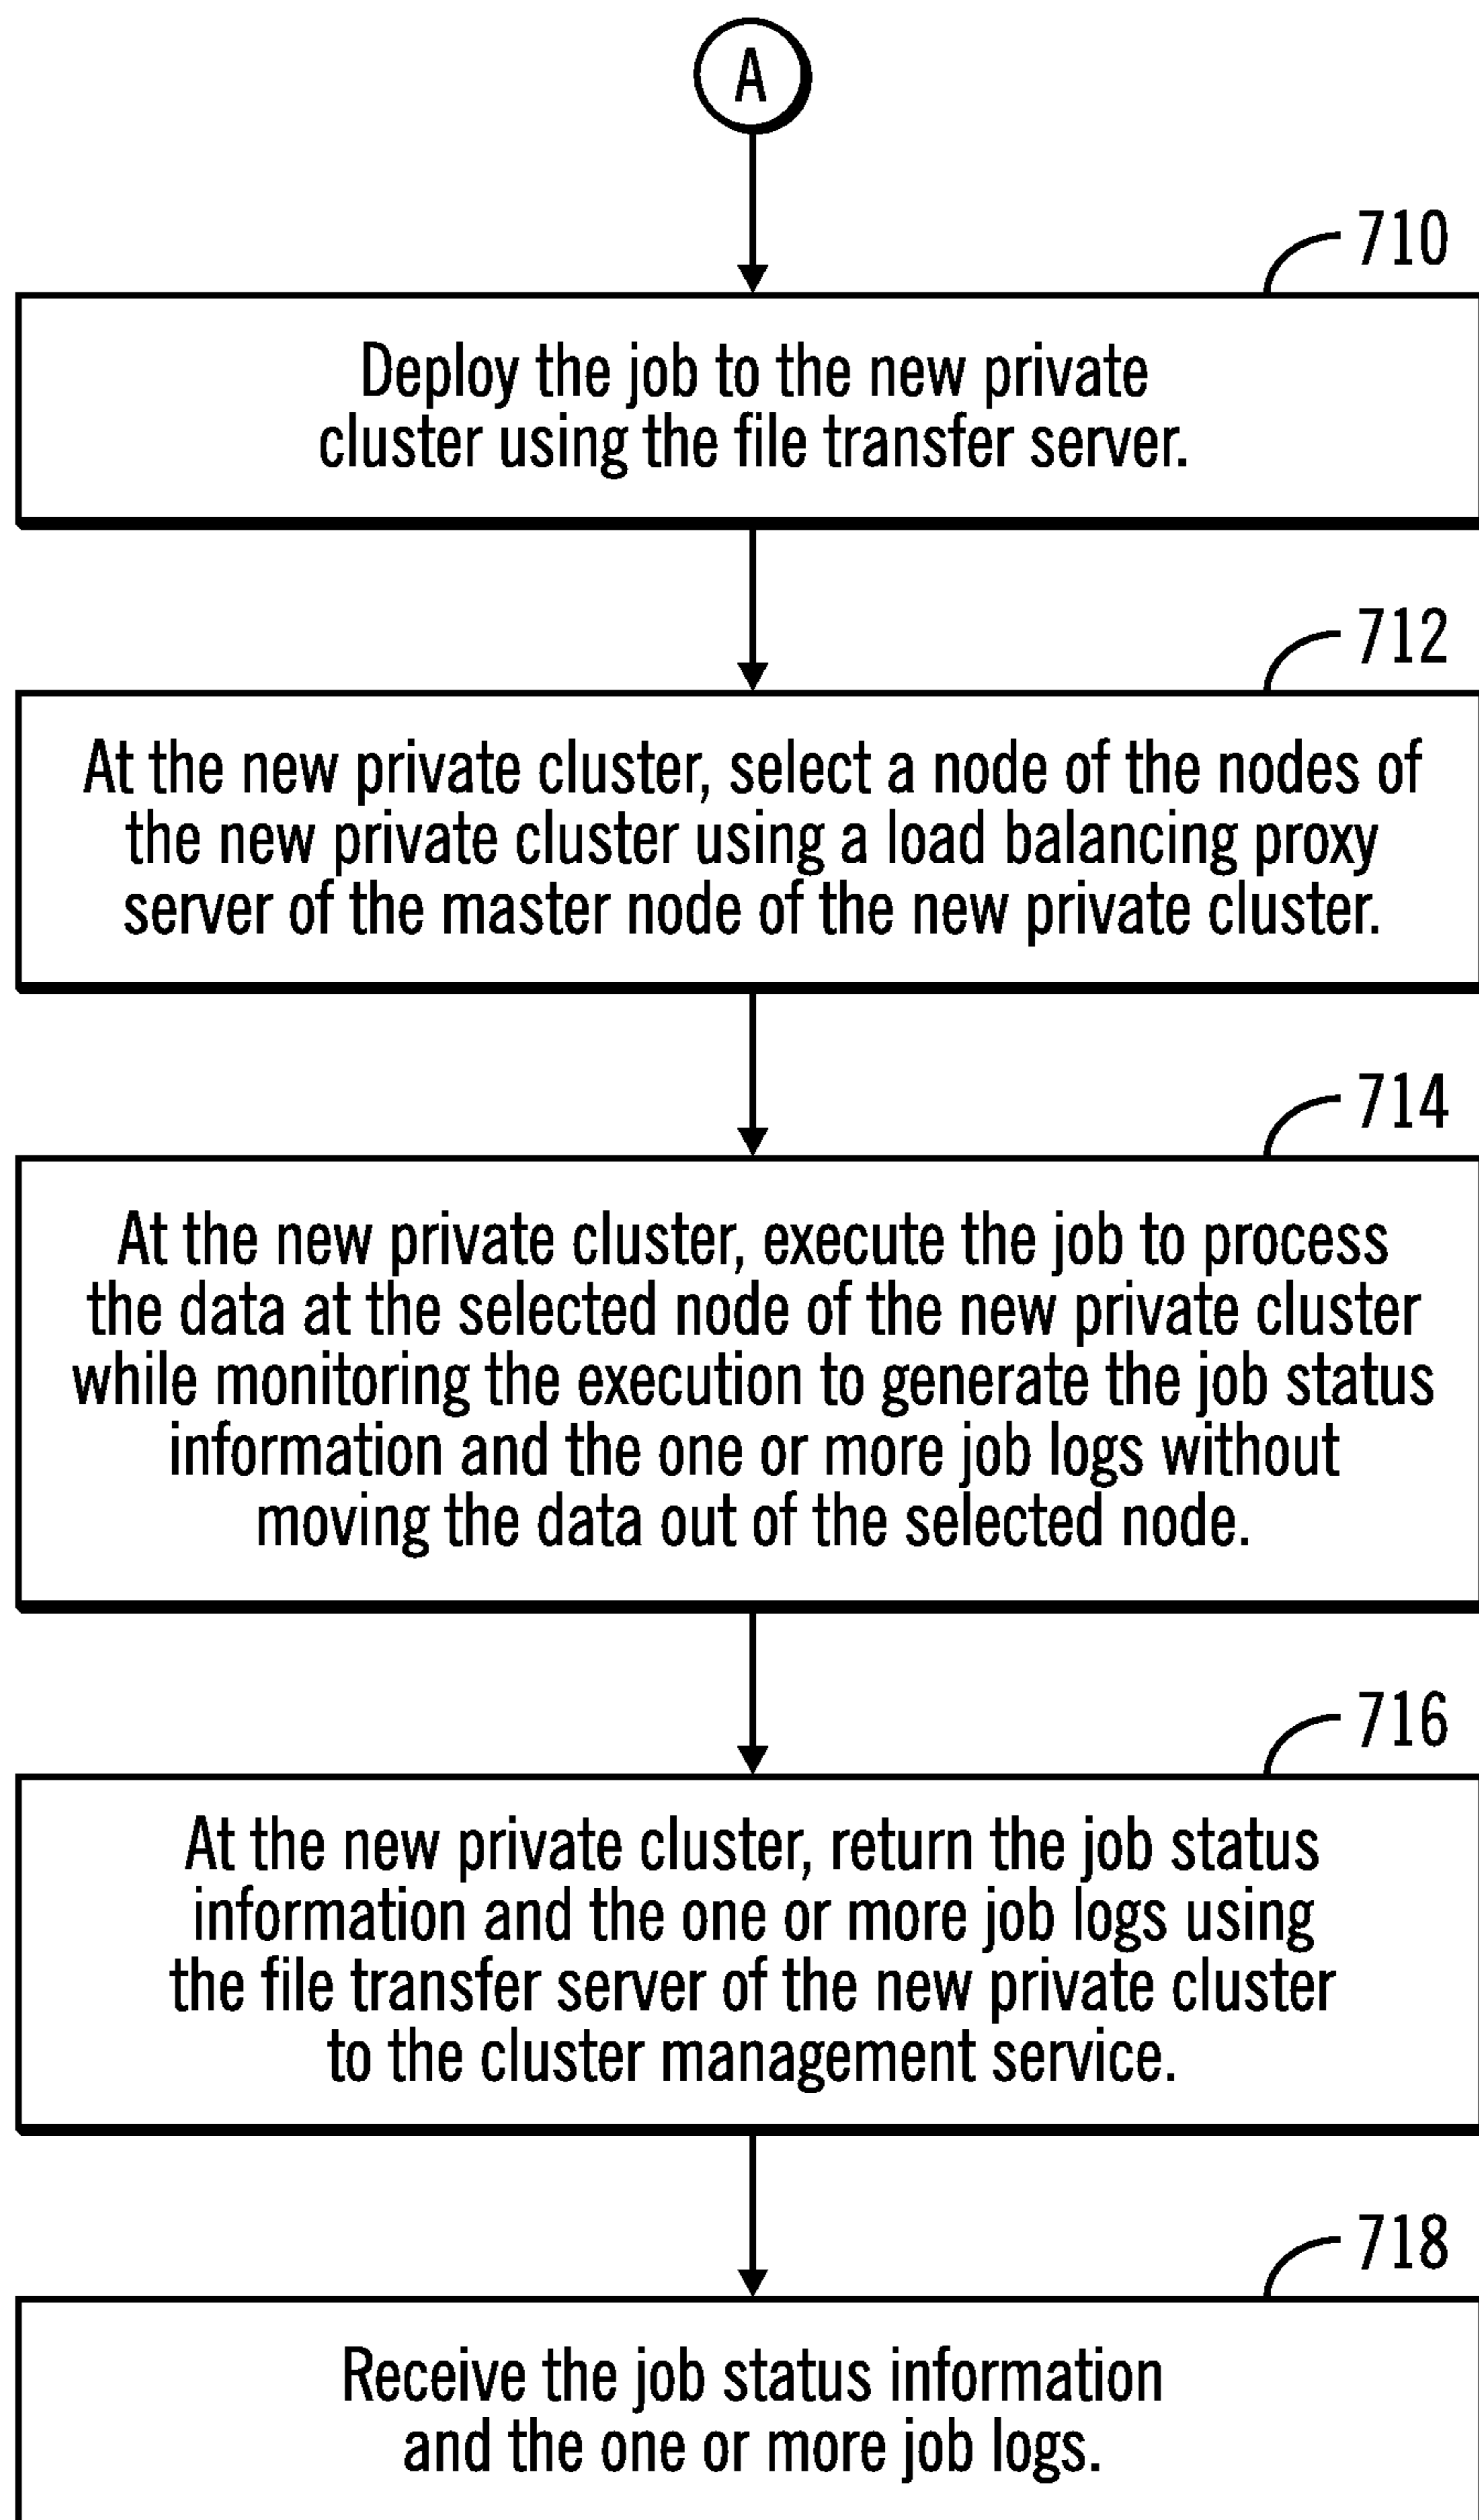 A
710
Deploy the job to the new private
cluster using the file transfer server.
712
At the new private cluster, select a node of the nodes of
the new private cluster using a load balancing proxy
server of the master node of the new private cluster.
714
At the new private cluster, execute the job to process
the data at the selected node of the new private cluster
while monitoring the execution to generate the job status
information and the one or more job logs without
moving the data out of the selected node.
716
At the new private cluster, return the job status
information and the one or more job logs using
the file transfer server of the new private cluster
to the cluster management service.
718
Receive the job status information
and the one or more job logs.